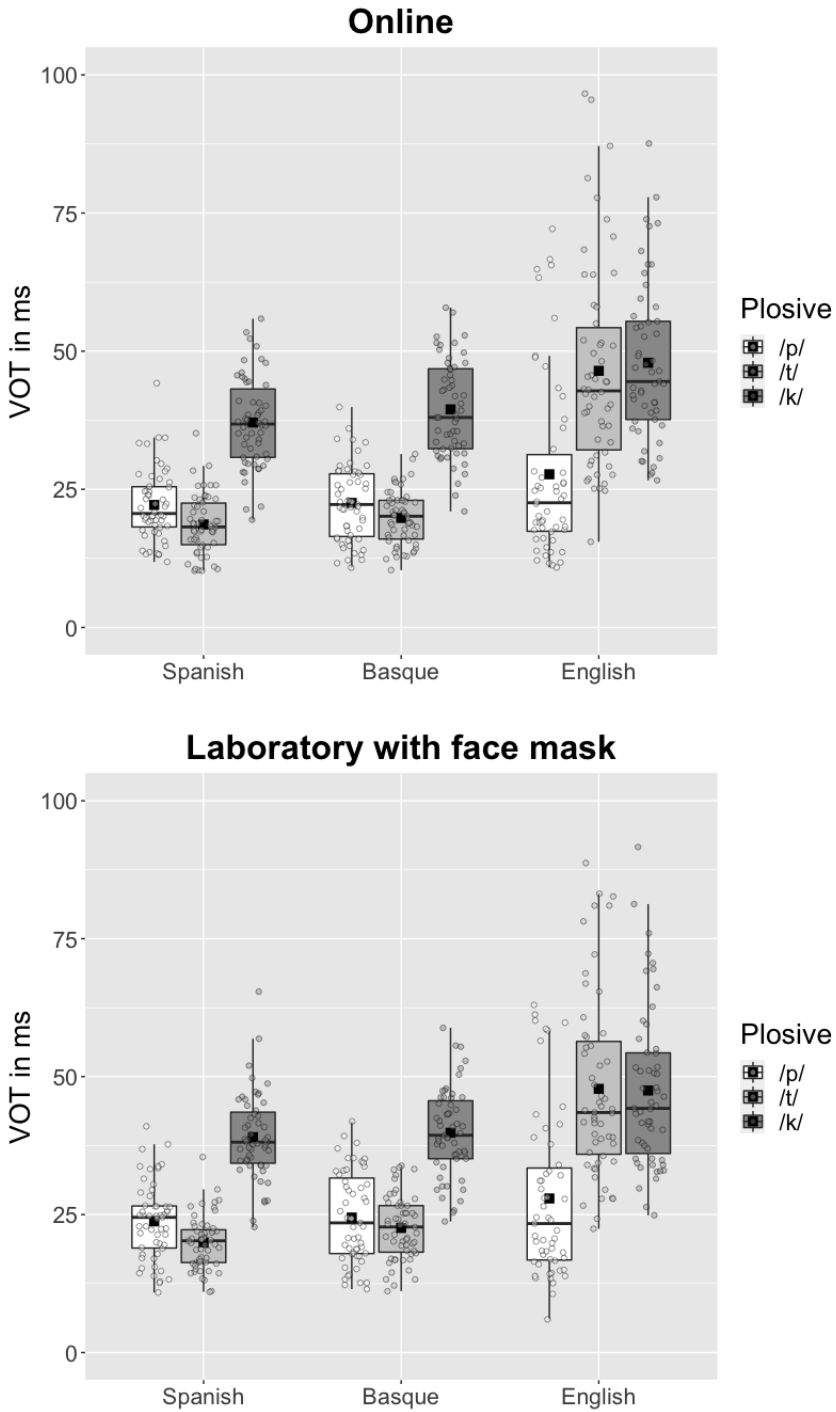 Online
100
75
50
25
0
VOT in ms
Spanish Basque English
Plosive
/p/
/t/
/k/
Laboratory with face mask
100
75
50
25
0
VOT in ms
Spanish Basque English
Plosive
/p/
/t/
/k/